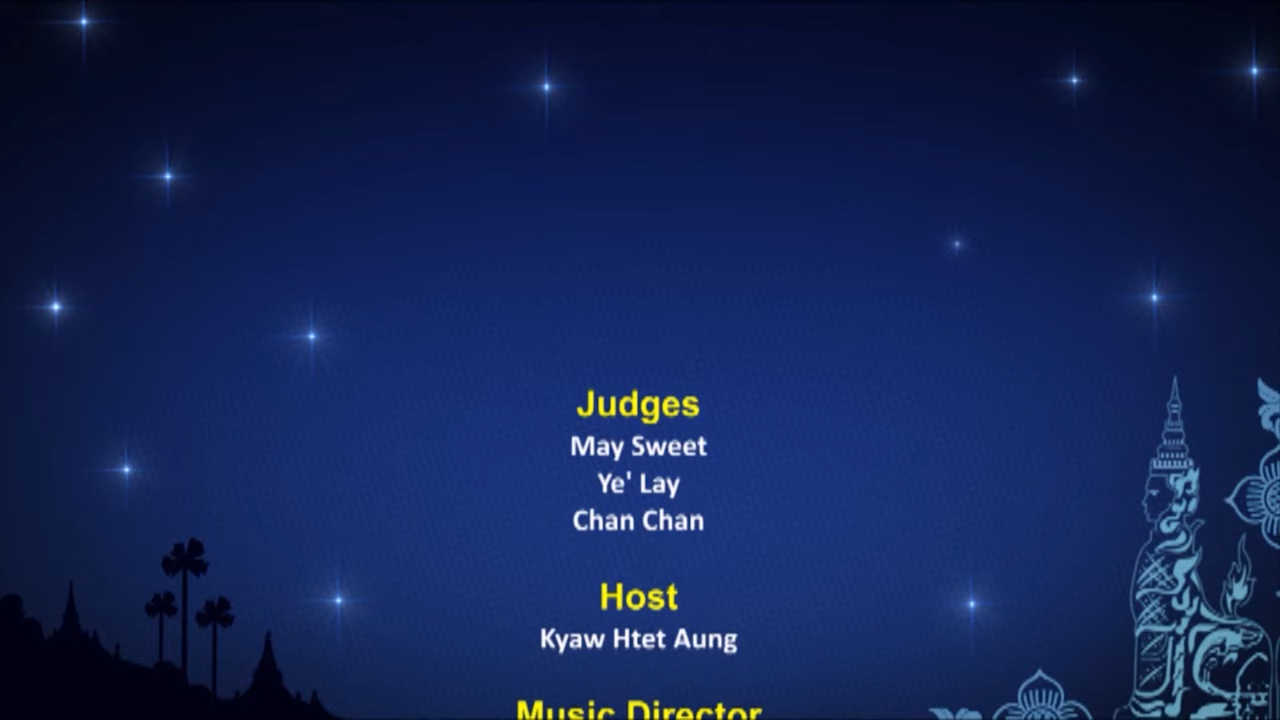 Judges
May Sweet
Ye' Lay
Chan Chan
Host
Kyaw Htet Aung
Music Director